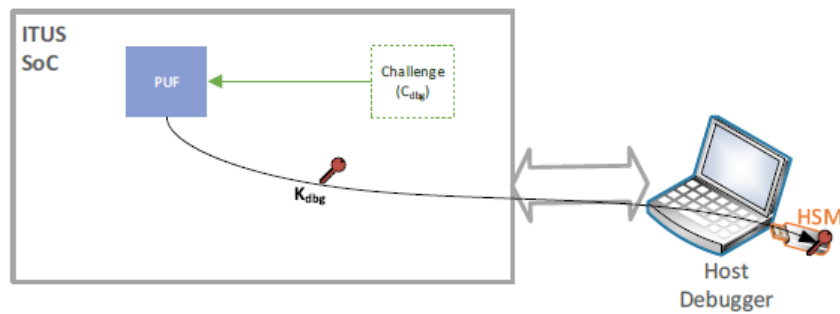 ITUS
SoC
PUF
Challenge
(Cdbg)
Kdbg
HSM
Host
Debugger